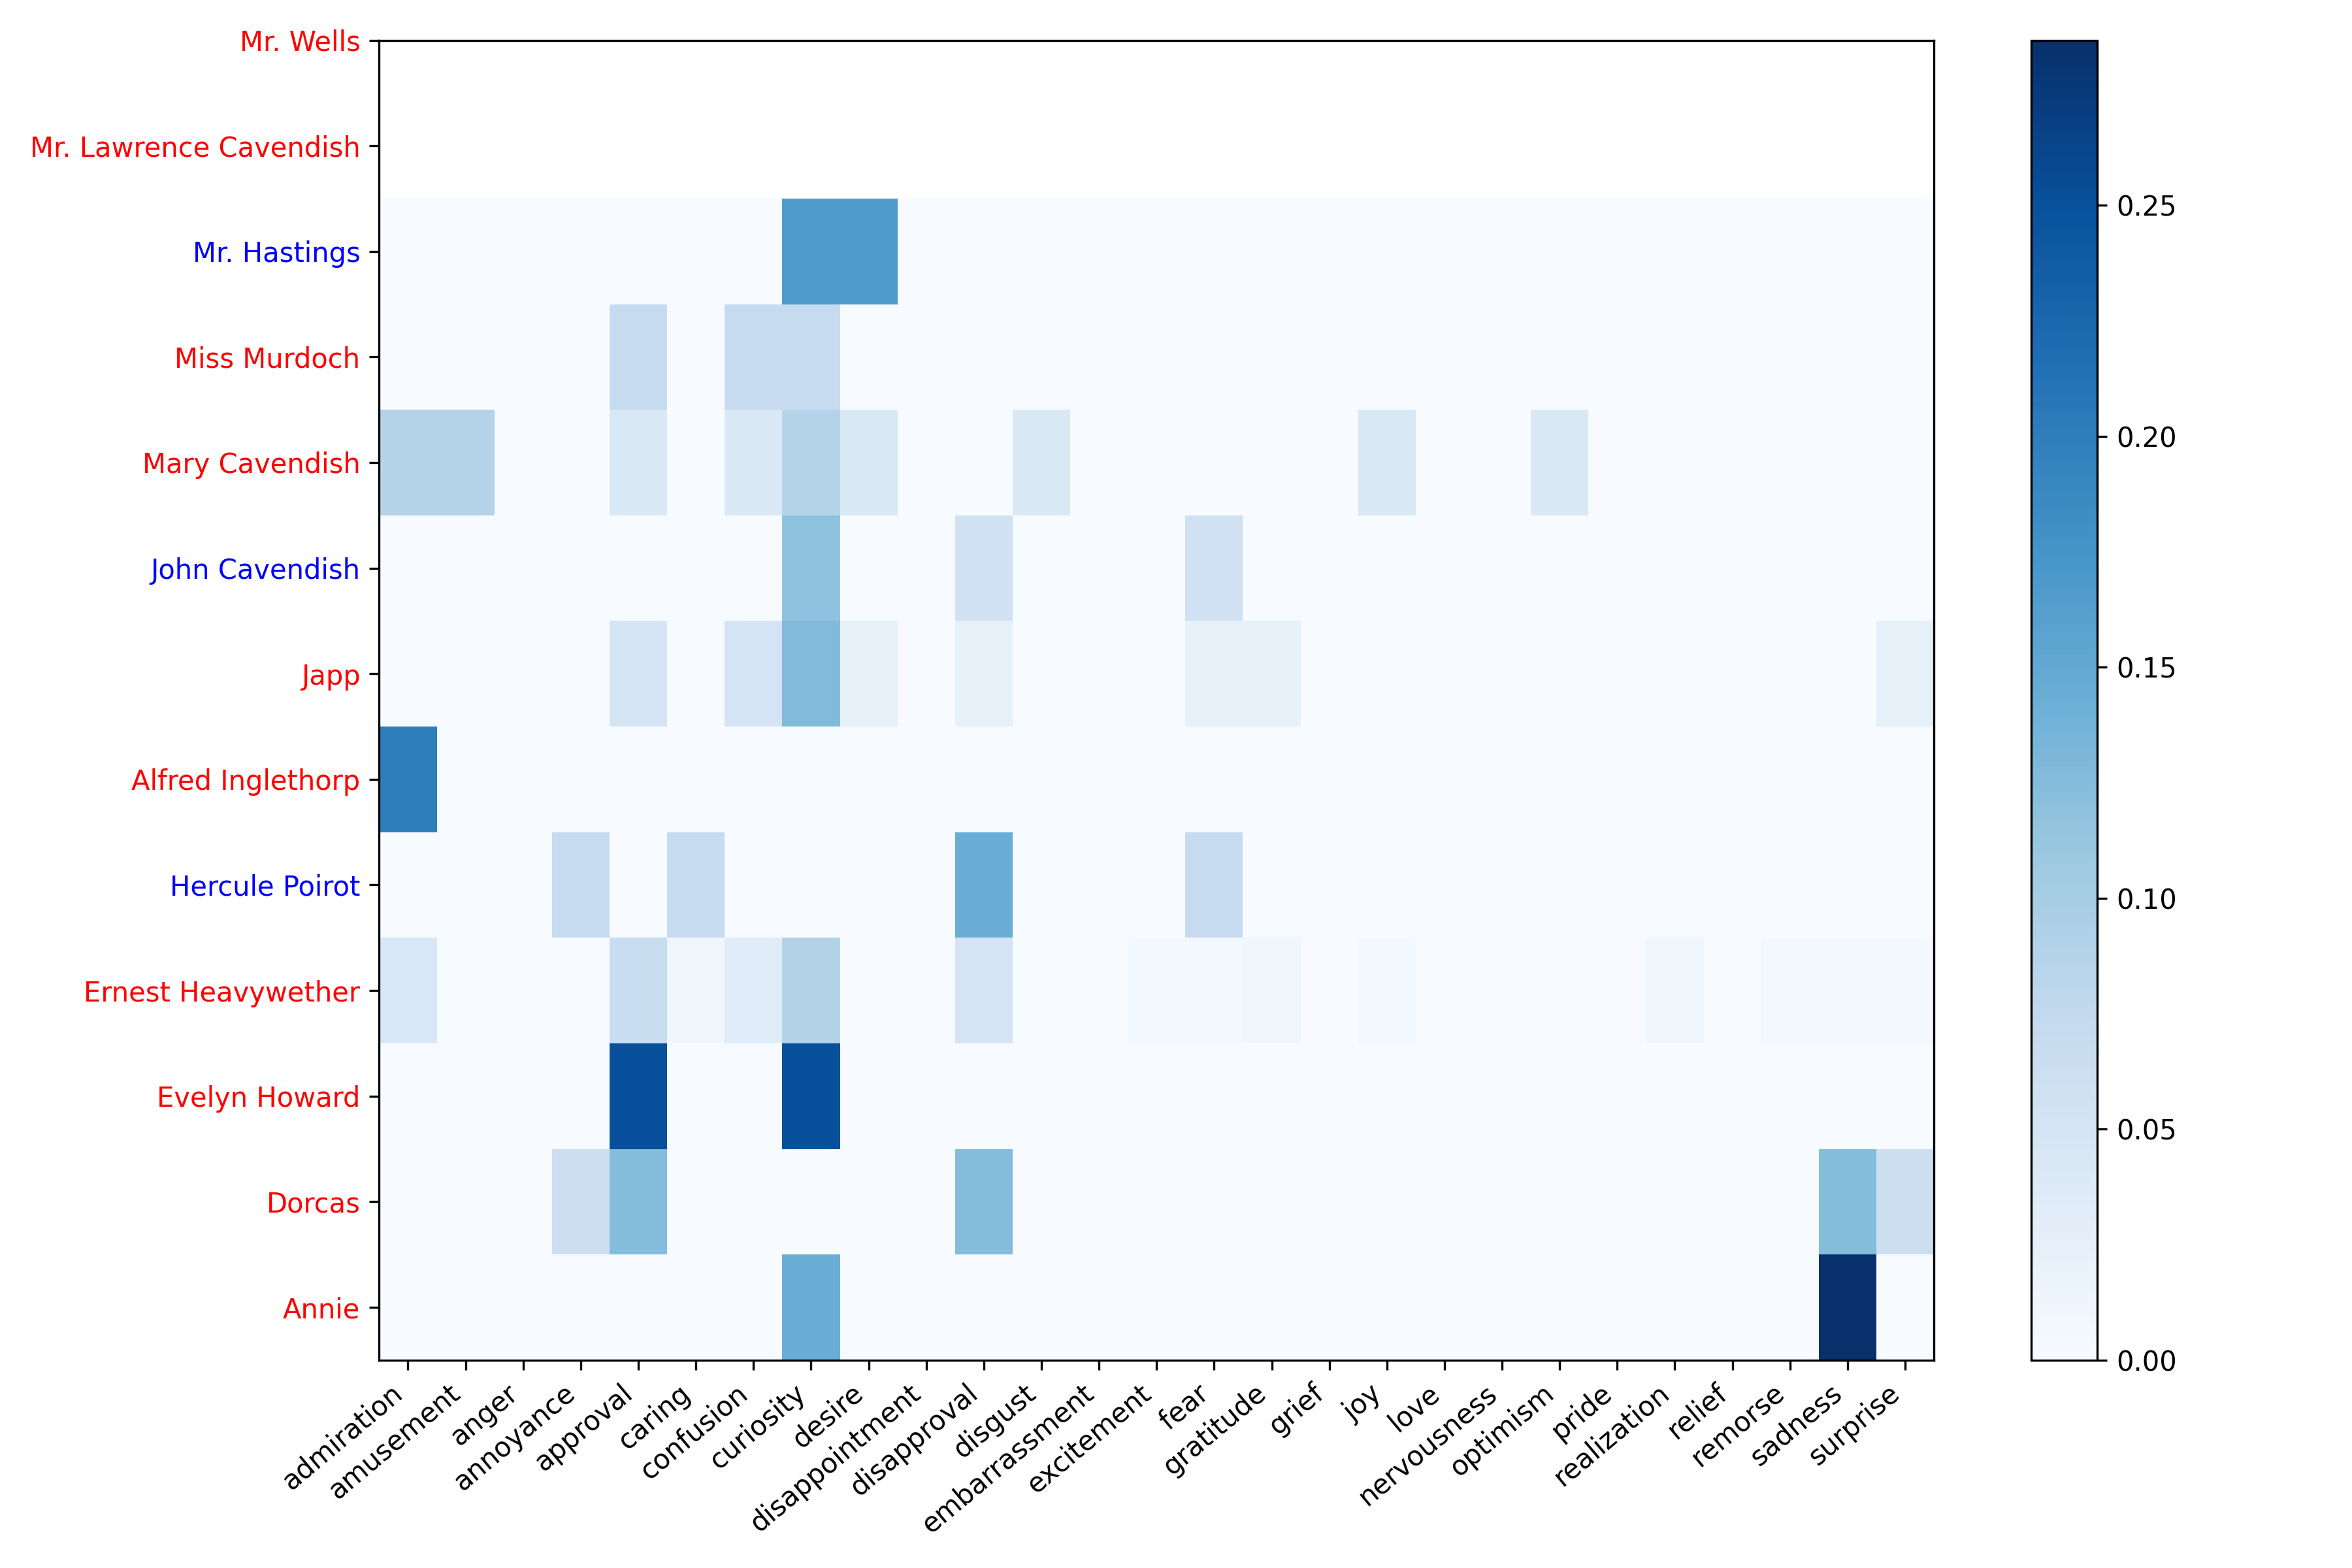 Mr. Wells
Mr. Lawrence Cavendish
Mr. Hastings
Miss Murdoch
Mary Cavendish
John Cavendish
Japp
Alfred Inglethorp
Hercule Poirot
Ernest Heavywether
Evelyn Howard
Dorcas
Annie
admiration
amusement
anger
annoyance
approval
caring
confusion
curiosity
desire
disappointment
disapproval
disgust
embarrassment
excitement
fear
gratitude
grief
joy
love
nervousness
optimism
pride
realization
relief
remorse
sadness
surprise
0.25
0.20
0.15
0.10
0.05
0.00